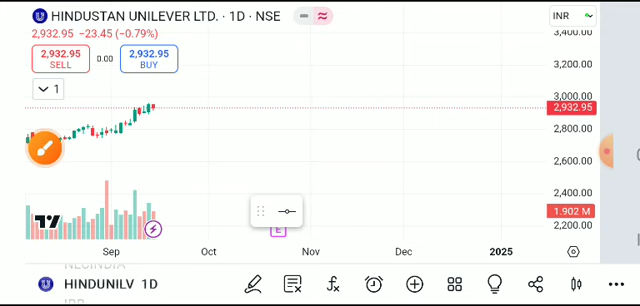 HINDUSTAN UNILEVER LTD. · 1D · NSE
INR
2,932.95 −23.45 (−0.79%)
2,932.95 SELL
0.00
2,932.95 BUY
1
3,400.00
3,200.00
3,000.00
2,932.95
2,800.00
2,600.00
2,400.00
1.902 M
2,200.00
E
Sep Oct Nov Dec 2025
HINDUNILV 1D